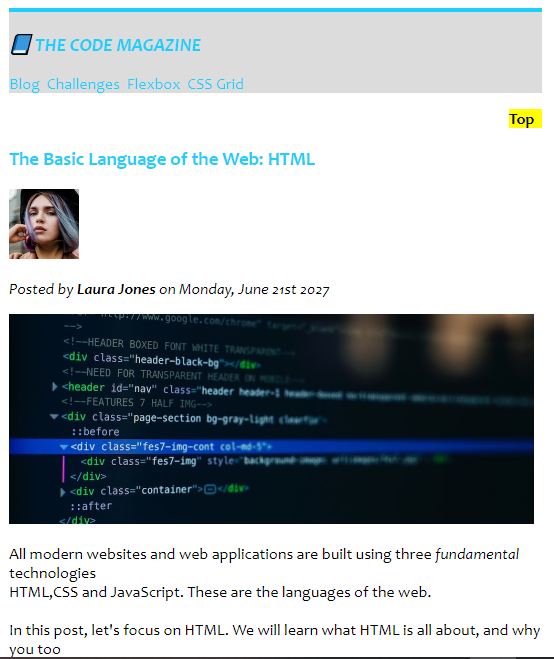 📘 THE CODE MAGAZINE
Blog Challenges Flexbox CSS Grid
Top
The Basic Language of the Web: HTML
Posted by Laura Jones on Monday, June 21st 2027
-->
<!--HEADER BOXED FONT WHITE TRANSPARENT-->
<div class="header-black-bg"></div>
<!--NEED FOR TRANSPARENT HEADER ON MOBILE-->
<header id="nav" class="header header-1
<!--FEATURES 7 HALF IMG-->
<div class="page-section bg-gray-light clearfix">
::before
<div class="fes7-img-cont col-md-5">
<div class="fes7-img" style="background-image:
</div>
<div class="container"></div>
::after
</div>
All modern websites and web applications are built using three fundamental
technologies
HTML,CSS and JavaScript. These are the languages of the web.
In this post, let's focus on HTML. We will learn what HTML is all about, and why
you too